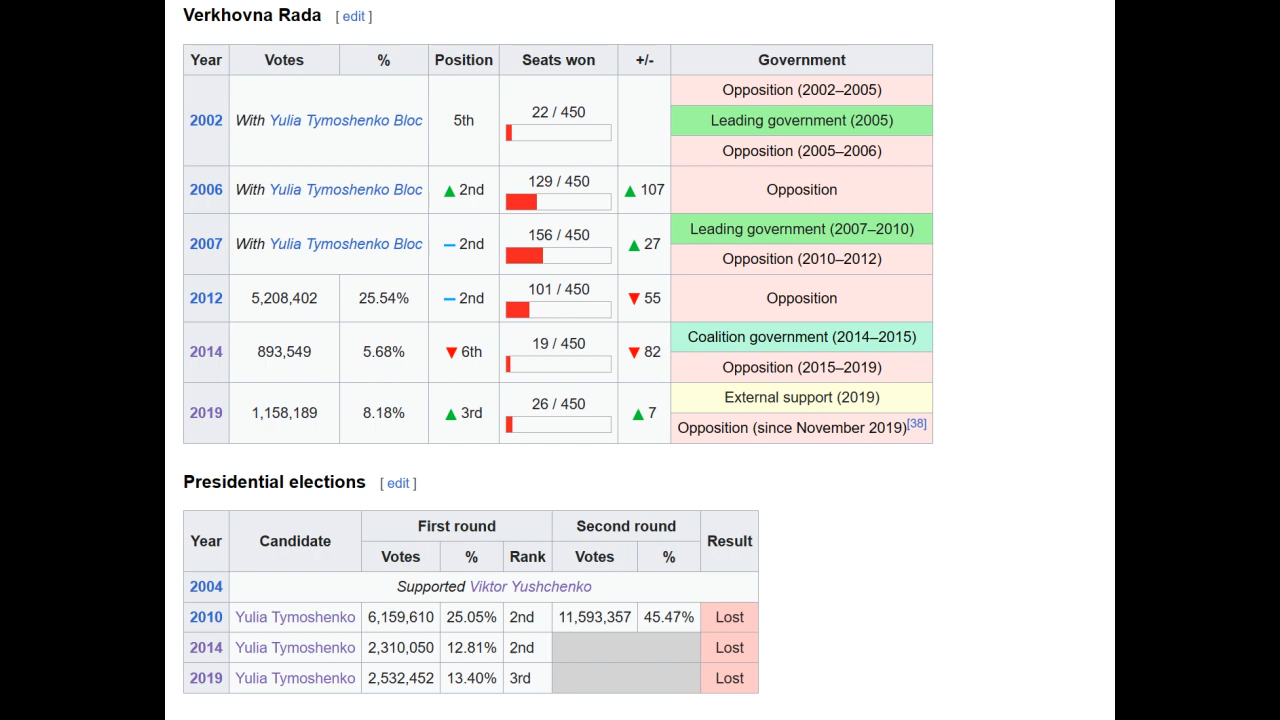 Verkhovna Rada [ edit ]
Year Votes % Position Seats won +/- Government
2002 With Yulia Tymoshenko Bloc 5th 22 / 450 Opposition (2002–2005)
Leading government (2005)
Opposition (2005–2006)
2006 With Yulia Tymoshenko Bloc ▲ 2nd 129 / 450 ▲ 107 Opposition
2007 With Yulia Tymoshenko Bloc – 2nd 156 / 450 ▲ 27 Leading government (2007–2010)
Opposition (2010–2012)
2012 5,208,402 25.54% – 2nd 101 / 450 ▼ 55 Opposition
2014 893,549 5.68% ▼ 6th 19 / 450 ▼ 82 Coalition government (2014–2015)
Opposition (2015–2019)
2019 1,158,189 8.18% ▲ 3rd 26 / 450 ▲ 7 External support (2019)
Opposition (since November 2019)[38]
Presidential elections [ edit ]
Year Candidate First round Second round Result
Votes % Rank Votes %
2004 Supported Viktor Yushchenko
2010 Yulia Tymoshenko 6,159,610 25.05% 2nd 11,593,357 45.47% Lost
2014 Yulia Tymoshenko 2,310,050 12.81% 2nd Lost
2019 Yulia Tymoshenko 2,532,452 13.40% 3rd Lost